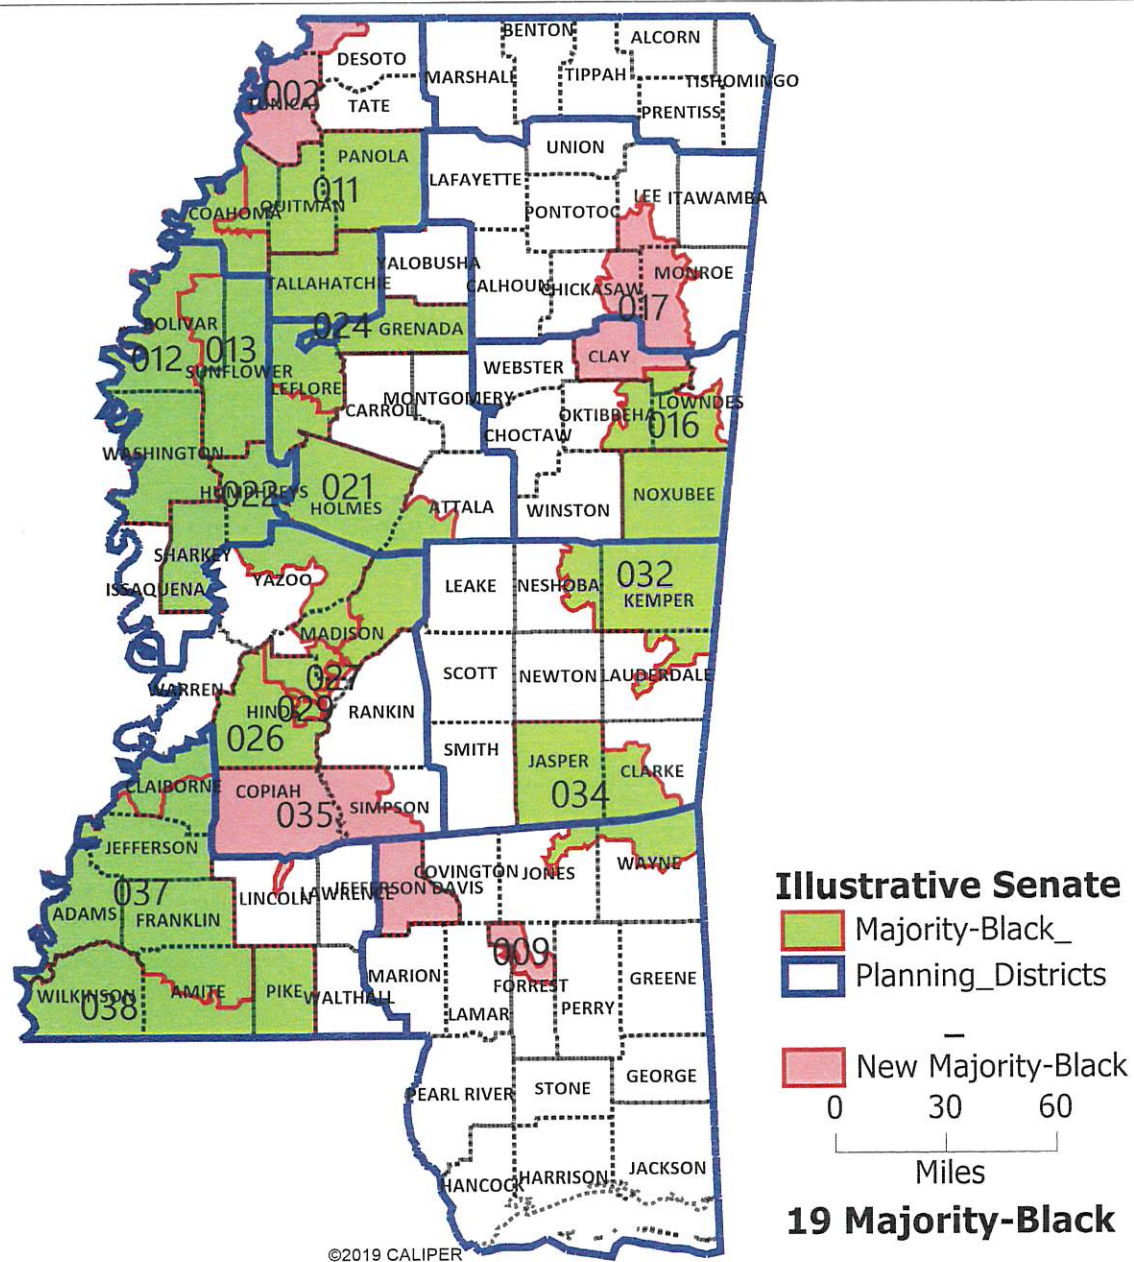 BENTON
ALCORN
DESOTO
MARSHALL
TIPPAH
TISHOMINGO
002
TUNICA
TATE
PRENTISS
UNION
PANOLA
LAFAYETTE
011
QUITMAN
COAHOMA
LEE
ITAWAMBA
PONTOTOC
YALOBUSHA
TALLAHATCHIE
CALHOUN
CHICKASAW
MONROE
017
BOLIVAR
024
GRENADA
012
013
SUNFLOWER
WEBSTER
CLAY
LEFLORE
CARROLL
MONTGOMERY
OKTIBBEHA
LOWNDES
016
CHOCTAW
WASHINGTON
HUMPHREYS
022
021
HOLMES
ATTALA
WINSTON
NOXUBEE
SHARKEY
ISSAQUENA
YAZOO
LEAKE
NESHOBA
032
KEMPER
MADISON
027
SCOTT
NEWTON
LAUDERDALE
WARREN
HINDS
029
RANKIN
026
SMITH
JASPER
CLARKE
CLAIBORNE
COPIAH
035
SIMPSON
034
JEFFERSON
COVINGTON
JONES
WAYNE
LINCOLN
LAWRENCE
JEFFERSON DAVIS
037
ADAMS
FRANKLIN
009
MARION
FORREST
GREENE
WILKINSON
038
AMITE
PIKE
WALTHALL
LAMAR
PERRY
PEARL RIVER
STONE
GEORGE
HANCOCK
HARRISON
JACKSON
Illustrative Senate
Majority-Black_
Planning_Districts
_
New Majority-Black
0 30 60
Miles
19 Majority-Black
©2019 CALIPER